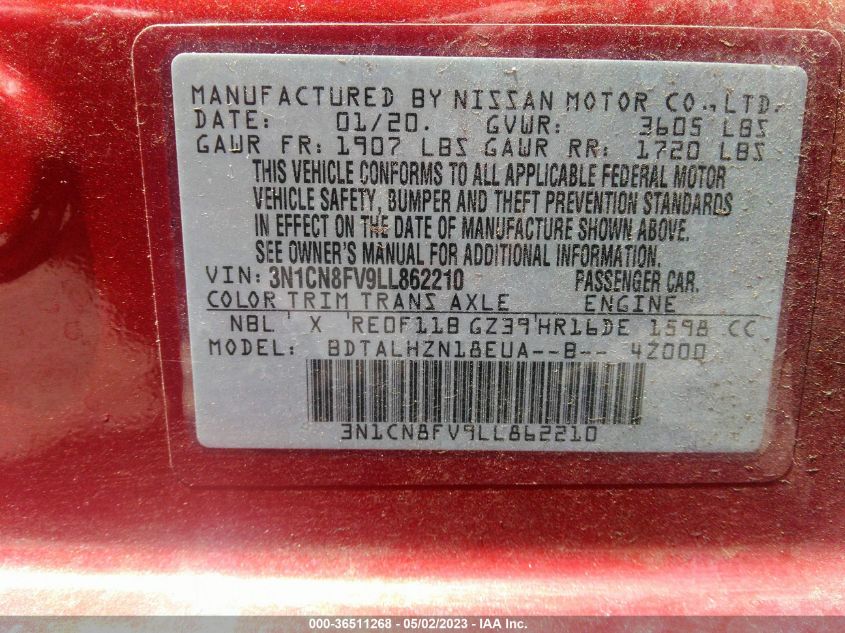 MANUFACTURED BY NISSAN MOTOR CO., LTD.
DATE: 01/20. GVWR: 3605 LBS
GAWR FR: 1907 LBS GAWR RR: 1720 LBS
THIS VEHICLE CONFORMS TO ALL APPLICABLE FEDERAL MOTOR
VEHICLE SAFETY, BUMPER AND THEFT PREVENTION STANDARDS
IN EFFECT ON THE DATE OF MANUFACTURE SHOWN ABOVE.
SEE OWNER'S MANUAL FOR ADDITIONAL INFORMATION.
VIN: 3N1CN8FV9LL862210 PASSENGER CAR.
COLOR TRIM TRANS AXLE ENGINE
NBL X RE0F11B GZ39 HR16DE 1598 CC
MODEL: BDTALHZN18EUA--B-- 4Z000
3N1CN8FV9LL862210
000-36511268 - 05/02/2023 - IAA Inc.